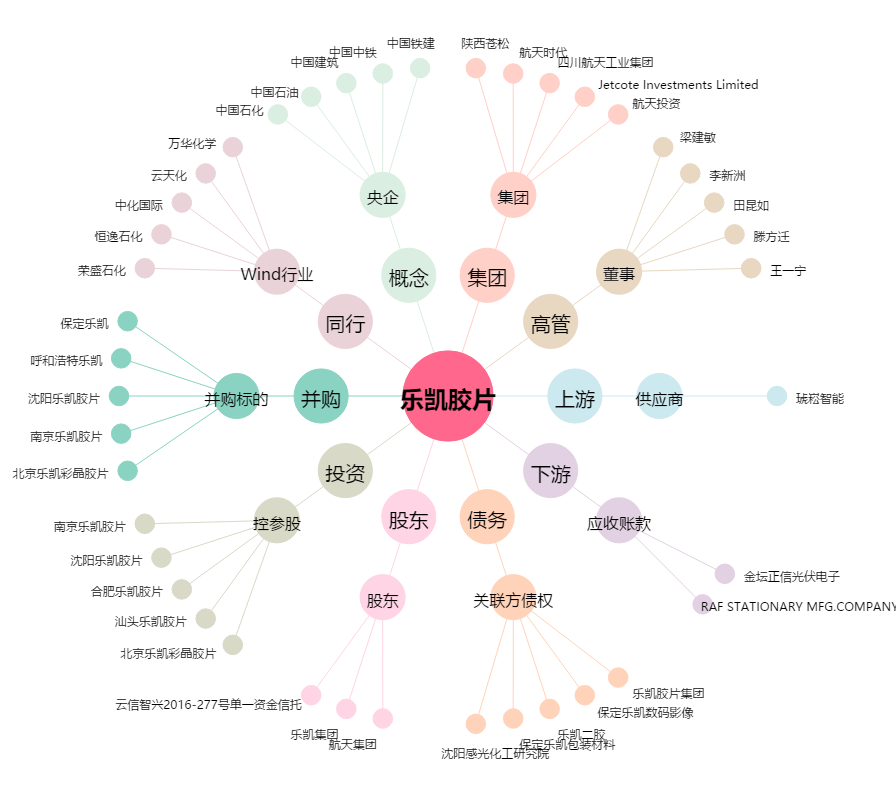 中国铁建
中国中铁
中国建筑
中国石油
中国石化
央企
概念
陕西苍松
航天时代
四川航天工业集团
Jetcote Investments Limited
航天投资
集团
集团
梁建敏
李新洲
田昆如
滕方迁
王一宁
董事
高管
万华化学
云天化
中化国际
恒逸石化
荣盛石化
Wind行业
同行
保定乐凯
呼和浩特乐凯
沈阳乐凯胶片
南京乐凯胶片
北京乐凯彩晶胶片
并购标的
并购
乐凯胶片
上游
供应商
琥崧智能
投资
控参股
南京乐凯胶片
沈阳乐凯胶片
合肥乐凯胶片
汕头乐凯胶片
北京乐凯彩晶胶片
下游
应收账款
金坛正信光伏电子
RAF STATIONARY MFG.COMPANY
股东
股东
云信智兴2016-277号单一资金信托
乐凯集团
航天集团
债务
关联方债权
乐凯胶片集团
保定乐凯数码影像
乐凯二胶
保定乐凯包装材料
沈阳感光化工研究院